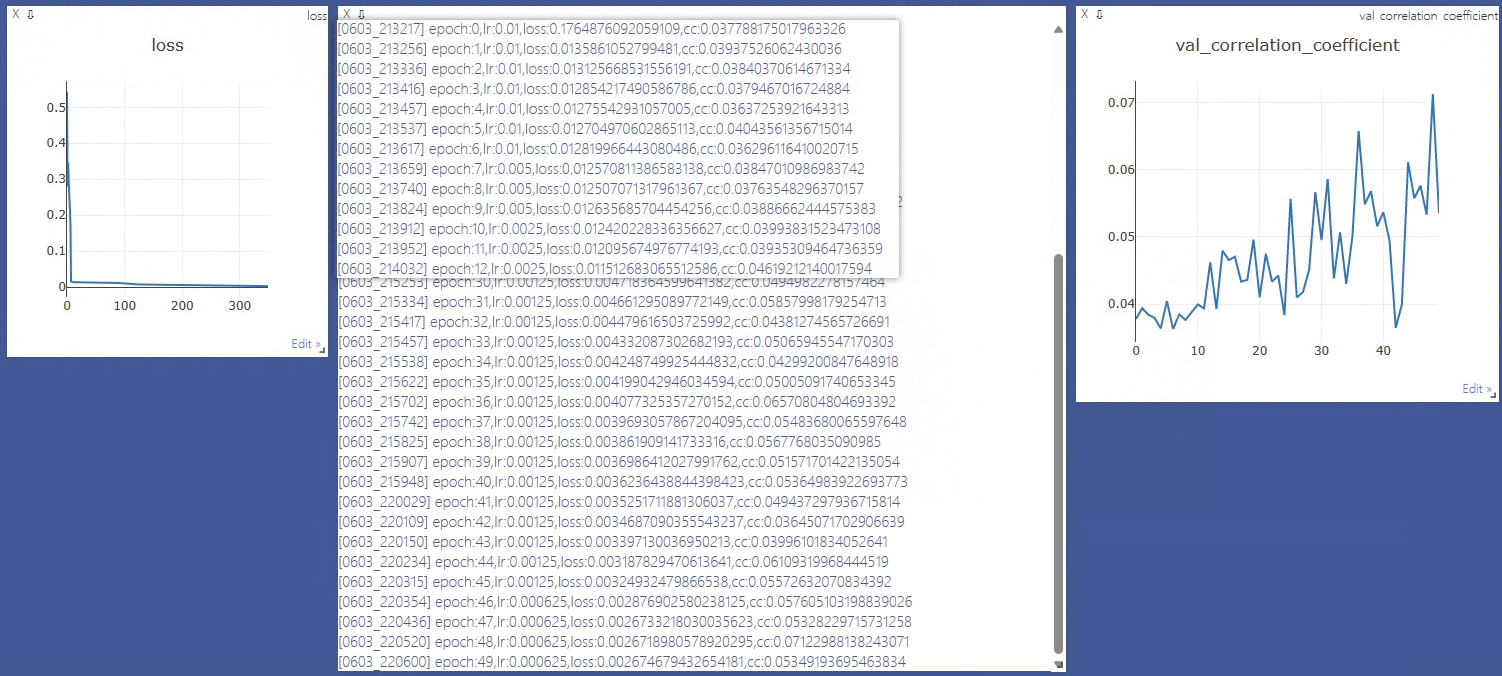 X ⇩
loss
loss
0.5
0.4
0.3
0.2
0.1
0
0
100
200
300
Edit »
X ⇩
[0603_213217] epoch:0,lr:0.01,loss:0.1764876092059109,cc:0.037788175017963326
[0603_213256] epoch:1,lr:0.01,loss:0.0135861052799481,cc:0.03937526062430036
[0603_213336] epoch:2,lr:0.01,loss:0.013125668531556191,cc:0.03840370614671334
[0603_213416] epoch:3,lr:0.01,loss:0.012854217490586786,cc:0.0379467016724884
[0603_213457] epoch:4,lr:0.01,loss:0.01275542931057005,cc:0.03637253921643313
[0603_213537] epoch:5,lr:0.01,loss:0.012704970602865113,cc:0.04043561356715014
[0603_213617] epoch:6,lr:0.01,loss:0.012819966443080486,cc:0.036296116410020715
[0603_213659] epoch:7,lr:0.005,loss:0.012570811386583138,cc:0.03847010986983742
[0603_213740] epoch:8,lr:0.005,loss:0.012507071317961367,cc:0.03763548296370157
[0603_213824] epoch:9,lr:0.005,loss:0.012635685704454256,cc:0.03886662444575383
[0603_213912] epoch:10,lr:0.0025,loss:0.012420228336356627,cc:0.03993831523473108
[0603_213952] epoch:11,lr:0.0025,loss:0.012095674976774193,cc:0.03935309464736359
[0603_214032] epoch:12,lr:0.0025,loss:0.011512683065512586,cc:0.04619212140017594
[0603_215253] epoch:30,lr:0.00125,loss:0.004718364599641382,cc:0.0494982278157464
[0603_215334] epoch:31,lr:0.00125,loss:0.004661295089772149,cc:0.05857998179254713
[0603_215417] epoch:32,lr:0.00125,loss:0.004479616503725992,cc:0.04381274565726691
[0603_215457] epoch:33,lr:0.00125,loss:0.004332087302682193,cc:0.05065945547170303
[0603_215538] epoch:34,lr:0.00125,loss:0.004248749925444832,cc:0.04299200847648918
[0603_215622] epoch:35,lr:0.00125,loss:0.004199042946034594,cc:0.05005091740653345
[0603_215702] epoch:36,lr:0.00125,loss:0.004077325357270152,cc:0.06570804804693392
[0603_215742] epoch:37,lr:0.00125,loss:0.0039693057867204095,cc:0.05483680065597648
[0603_215825] epoch:38,lr:0.00125,loss:0.003861909141733316,cc:0.0567768035090985
[0603_215907] epoch:39,lr:0.00125,loss:0.0036986412027991762,cc:0.051571701422135054
[0603_215948] epoch:40,lr:0.00125,loss:0.0036236438844398423,cc:0.05364983922693773
[0603_220029] epoch:41,lr:0.00125,loss:0.003525171188130603​7,cc:0.049437297936715814
[0603_220109] epoch:42,lr:0.00125,loss:0.0034687090355543237,cc:0.03645071702906639
[0603_220150] epoch:43,lr:0.00125,loss:0.003397130036950213,cc:0.03996101834052641
[0603_220234] epoch:44,lr:0.00125,loss:0.003187829470613641,cc:0.06109319968444519
[0603_220315] epoch:45,lr:0.00125,loss:0.00324932479866538,cc:0.05572632070834392
[0603_220354] epoch:46,lr:0.000625,loss:0.002876902580238125,cc:0.057605103198839026
[0603_220436] epoch:47,lr:0.000625,loss:0.0026733218030035623,cc:0.05328229715731258
[0603_220520] epoch:48,lr:0.000625,loss:0.0026718980578920295,cc:0.07122988138243071
[0603_220600] epoch:49,lr:0.000625,loss:0.002674679432654181,cc:0.05349193695463834
X ⇩
val_correlation_coefficient
val_correlation_coefficient
0.07
0.06
0.05
0.04
0
10
20
30
40
Edit »